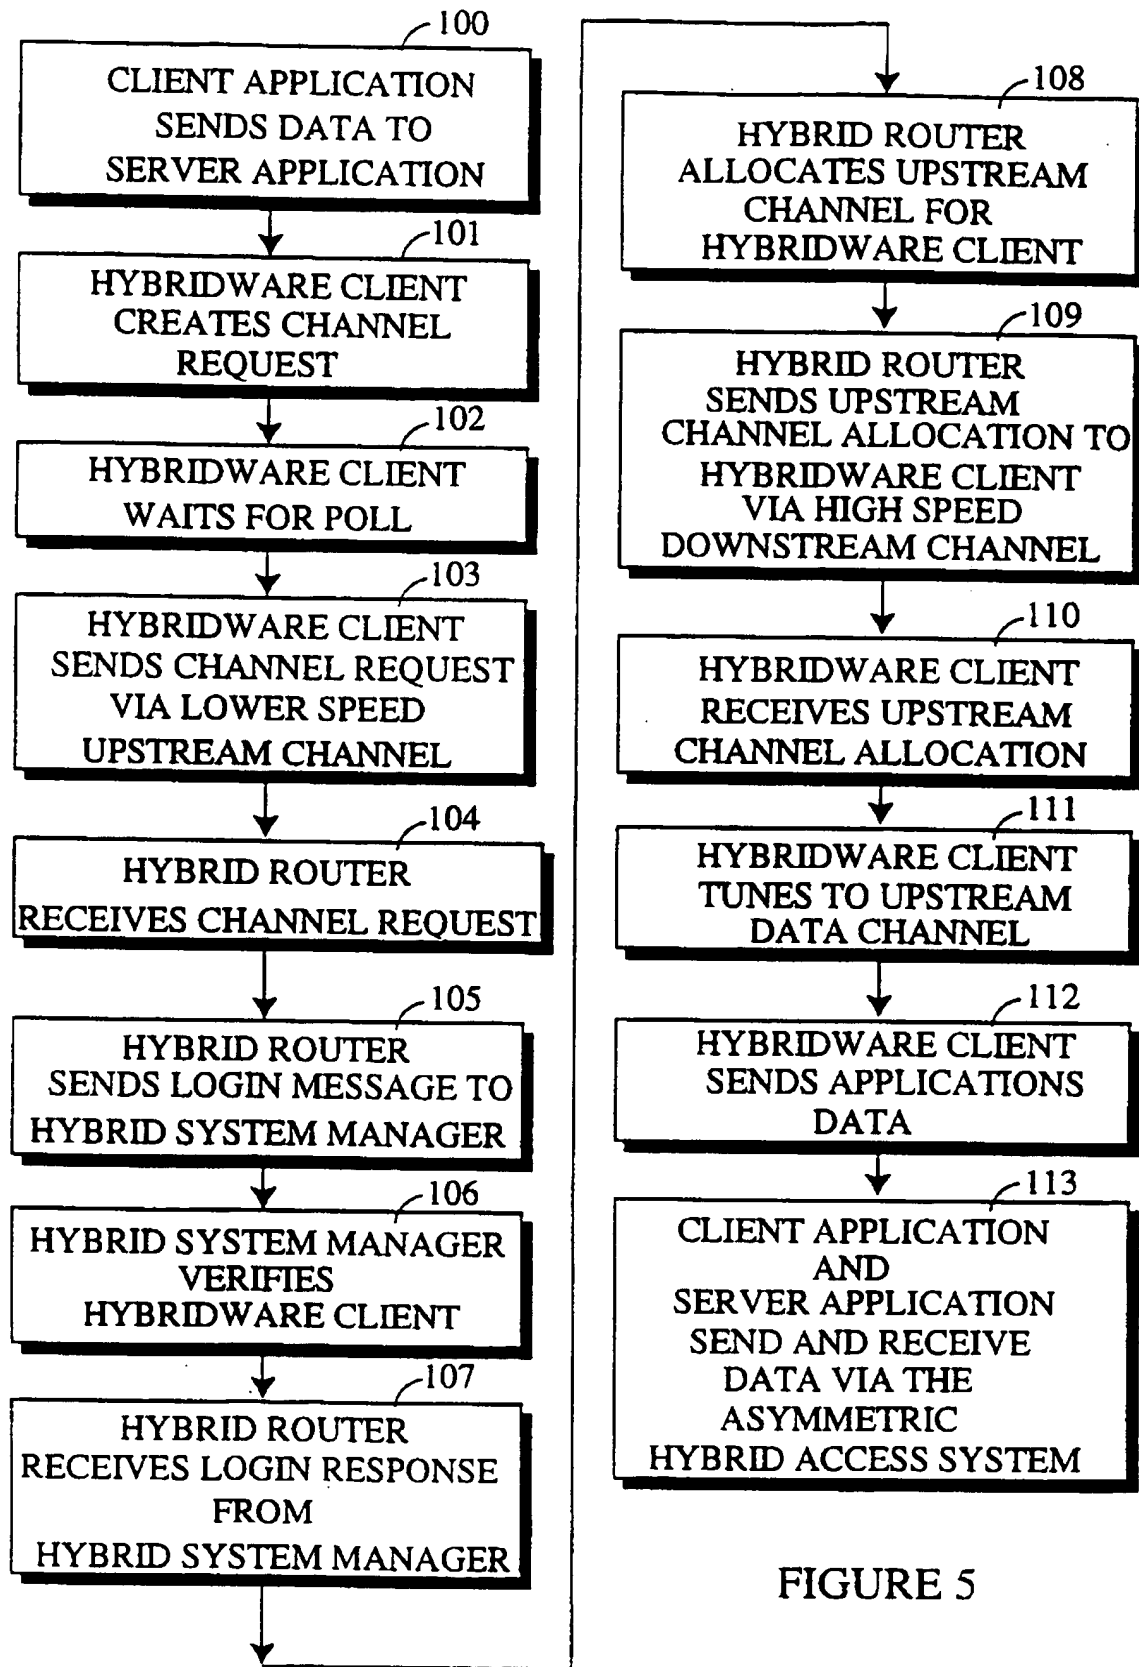 100
CLIENT APPLICATION
SENDS DATA TO
SERVER APPLICATION
101
HYBRIDWARE CLIENT
CREATES CHANNEL
REQUEST
102
HYBRIDWARE CLIENT
WAITS FOR POLL
103
HYBRIDWARE CLIENT
SENDS CHANNEL REQUEST
VIA LOWER SPEED
UPSTREAM CHANNEL
104
HYBRID ROUTER
RECEIVES CHANNEL REQUEST
105
HYBRID ROUTER
SENDS LOGIN MESSAGE TO
HYBRID SYSTEM MANAGER
106
HYBRID SYSTEM MANAGER
VERIFIES
HYBRIDWARE CLIENT
107
HYBRID ROUTER
RECEIVES LOGIN RESPONSE
FROM
HYBRID SYSTEM MANAGER
108
HYBRID ROUTER
ALLOCATES UPSTREAM
CHANNEL FOR
HYBRIDWARE CLIENT
109
HYBRID ROUTER
SENDS UPSTREAM
CHANNEL ALLOCATION TO
HYBRIDWARE CLIENT
VIA HIGH SPEED
DOWNSTREAM CHANNEL
110
HYBRIDWARE CLIENT
RECEIVES UPSTREAM
CHANNEL ALLOCATION
111
HYBRIDWARE CLIENT
TUNES TO UPSTREAM
DATA CHANNEL
112
HYBRIDWARE CLIENT
SENDS APPLICATIONS
DATA
113
CLIENT APPLICATION
AND
SERVER APPLICATION
SEND AND RECEIVE
DATA VIA THE
ASYMMETRIC
HYBRID ACCESS SYSTEM
FIGURE 5